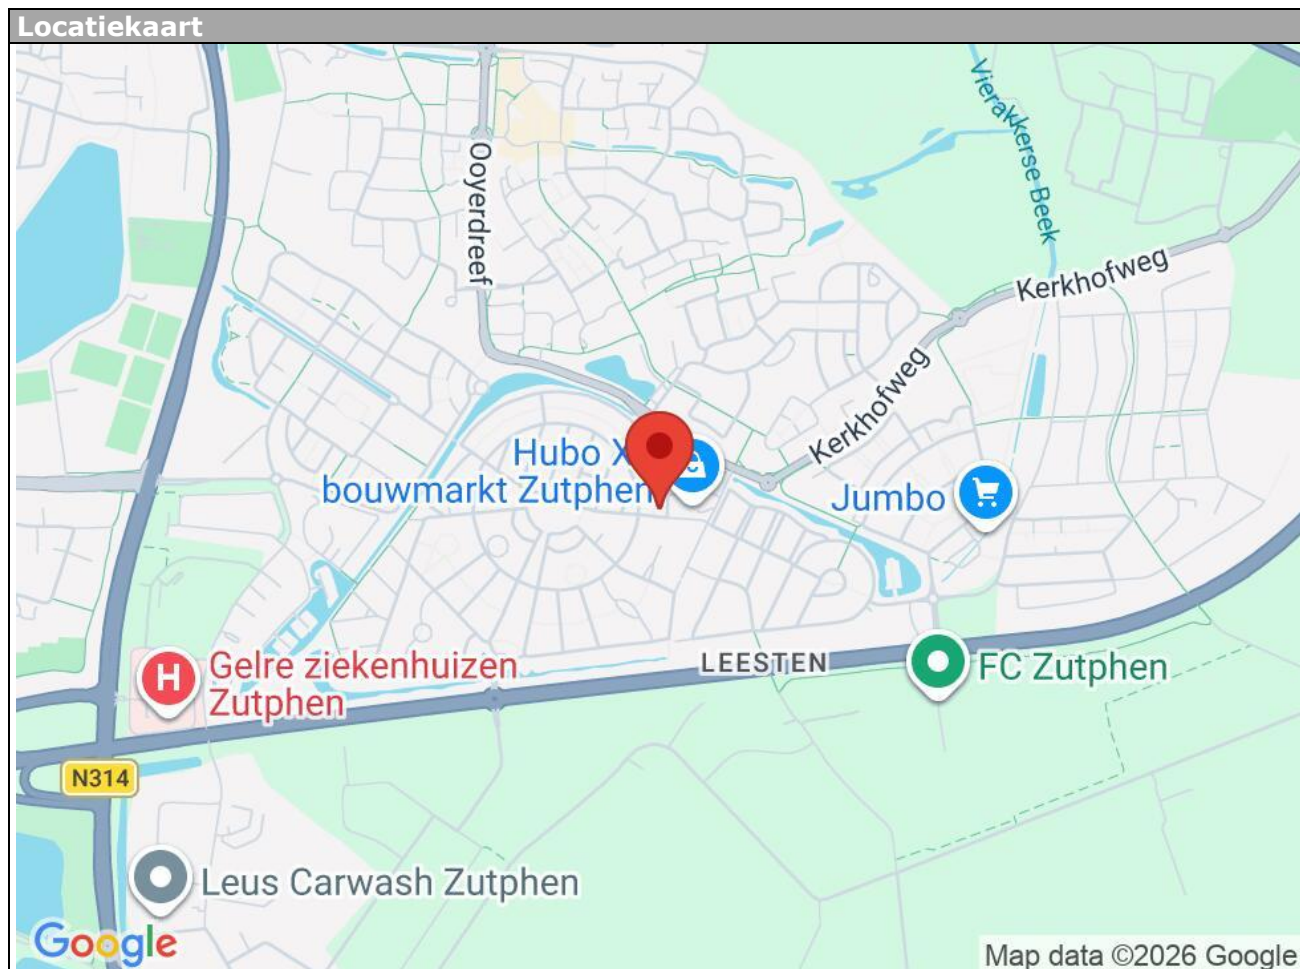 Locatiekaart
Vierakkerse Beek
Ooyerdreef
Kerkhofweg
Kerkhofweg
Hubo X
bouwmarkt Zutphen
Jumbo
LEESTEN
Gelre ziekenhuizen
Zutphen
H
FC Zutphen
N314
Leus Carwash Zutphen
Google
Map data ©2026 Google